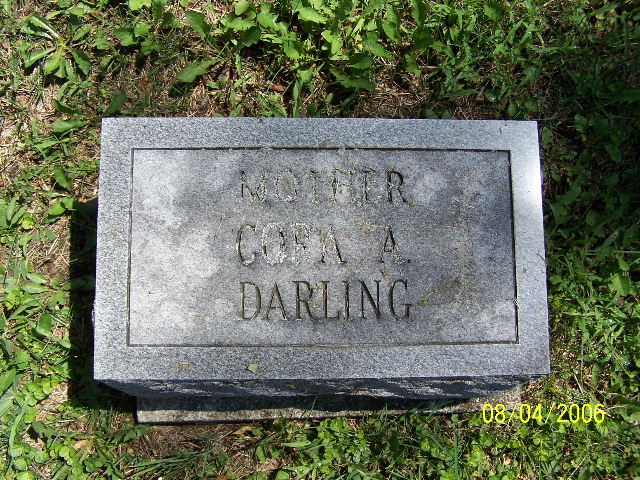 MOTHER
CORA A.
DARLING
08/04/2006